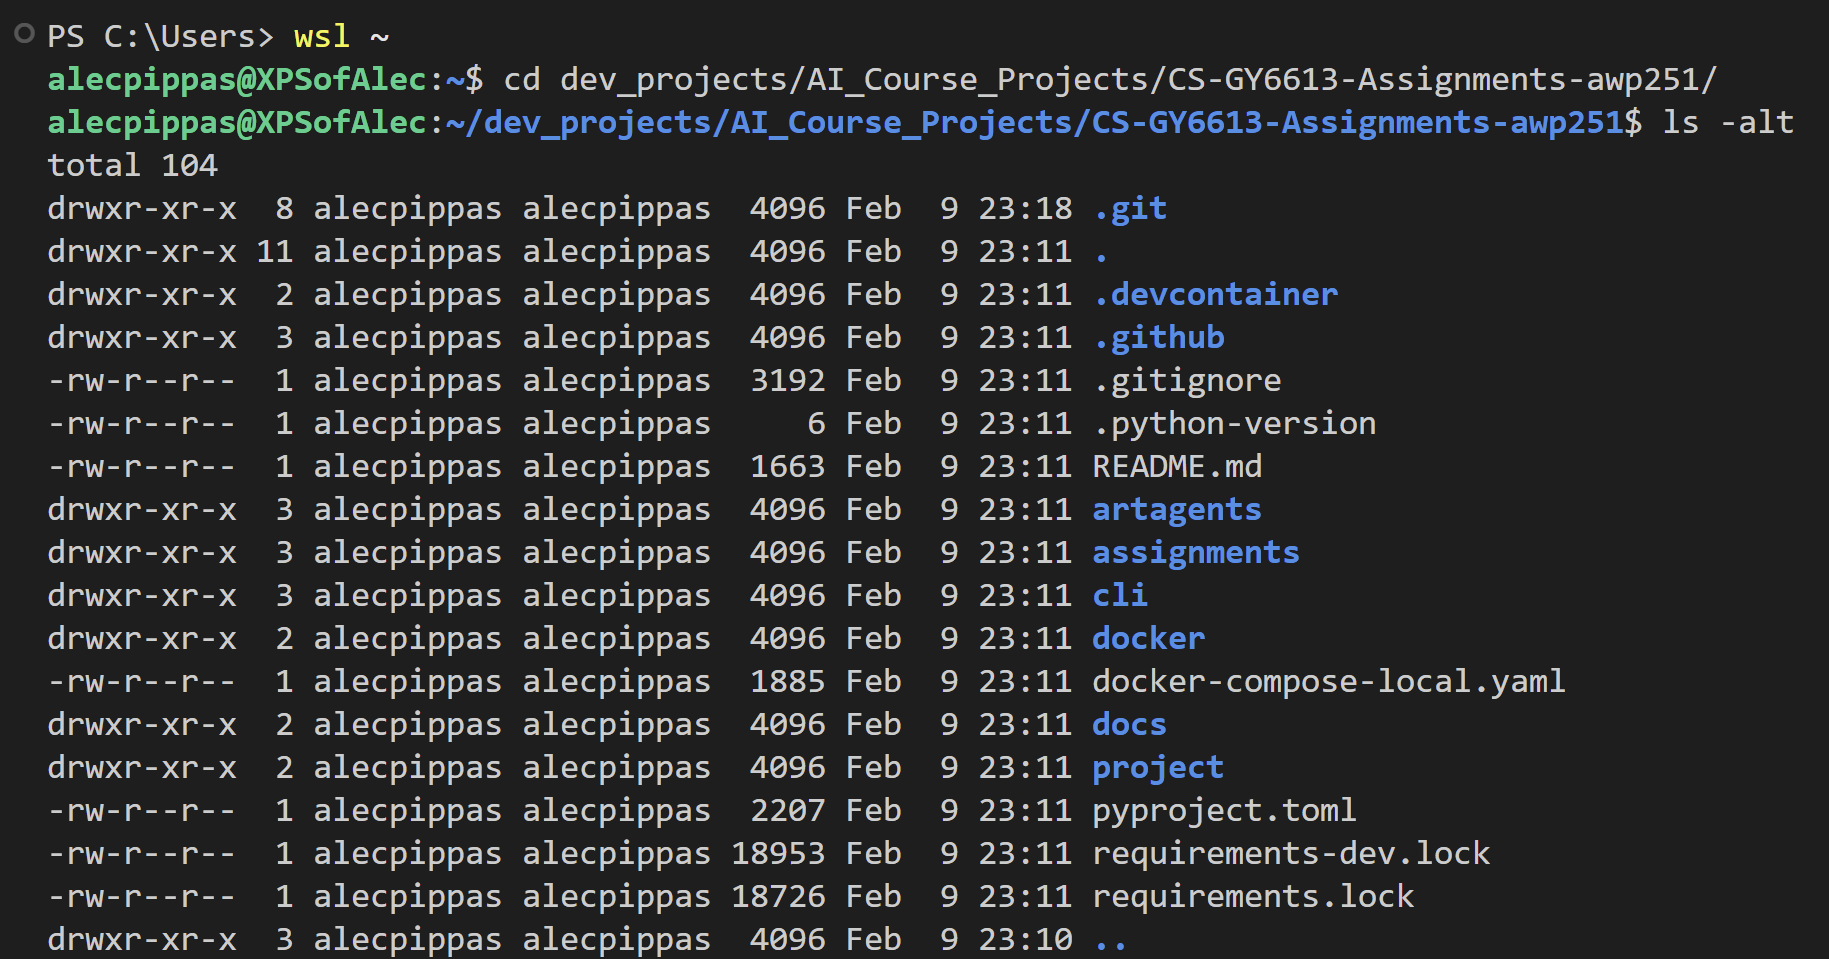 PS C:\Users> wsl ~
alecpippas@XPSofAlec:~$ cd dev_projects/AI_Course_Projects/CS-GY6613-Assignments-awp251/
alecpippas@XPSofAlec:~/dev_projects/AI_Course_Projects/CS-GY6613-Assignments-awp251$ ls -alt
total 104
drwxr-xr-x  8 alecpippas alecpippas  4096 Feb  9 23:18 .git
drwxr-xr-x 11 alecpippas alecpippas  4096 Feb  9 23:11 .
drwxr-xr-x  2 alecpippas alecpippas  4096 Feb  9 23:11 .devcontainer
drwxr-xr-x  3 alecpippas alecpippas  4096 Feb  9 23:11 .github
-rw-r--r--  1 alecpippas alecpippas  3192 Feb  9 23:11 .gitignore
-rw-r--r--  1 alecpippas alecpippas     6 Feb  9 23:11 .python-version
-rw-r--r--  1 alecpippas alecpippas  1663 Feb  9 23:11 README.md
drwxr-xr-x  3 alecpippas alecpippas  4096 Feb  9 23:11 artagents
drwxr-xr-x  3 alecpippas alecpippas  4096 Feb  9 23:11 assignments
drwxr-xr-x  3 alecpippas alecpippas  4096 Feb  9 23:11 cli
drwxr-xr-x  2 alecpippas alecpippas  4096 Feb  9 23:11 docker
-rw-r--r--  1 alecpippas alecpippas  1885 Feb  9 23:11 docker-compose-local.yaml
drwxr-xr-x  2 alecpippas alecpippas  4096 Feb  9 23:11 docs
drwxr-xr-x  2 alecpippas alecpippas  4096 Feb  9 23:11 project
-rw-r--r--  1 alecpippas alecpippas  2207 Feb  9 23:11 pyproject.toml
-rw-r--r--  1 alecpippas alecpippas 18953 Feb  9 23:11 requirements-dev.lock
-rw-r--r--  1 alecpippas alecpippas 18726 Feb  9 23:11 requirements.lock
drwxr-xr-x  3 alecpippas alecpippas  4096 Feb  9 23:10 ..